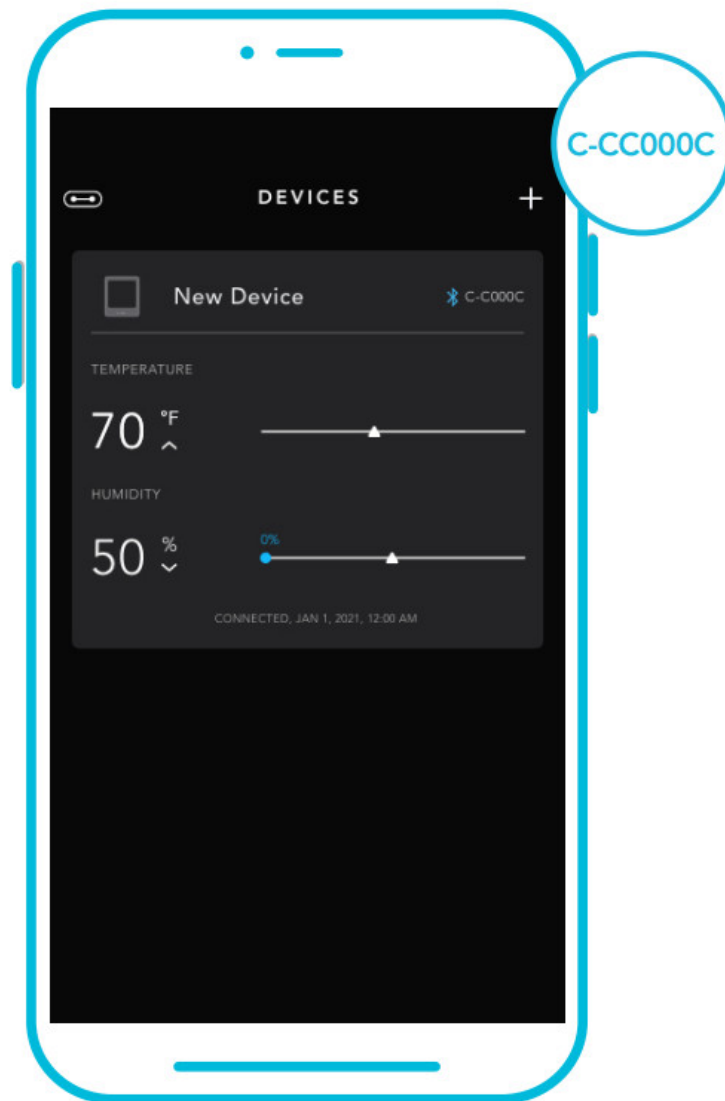 C-CC000C
DEVICES +
New Device C-C000C
TEMPERATURE
70 °F
HUMIDITY
50 % 0%
CONNECTED, JAN 1, 2021, 12:00 AM